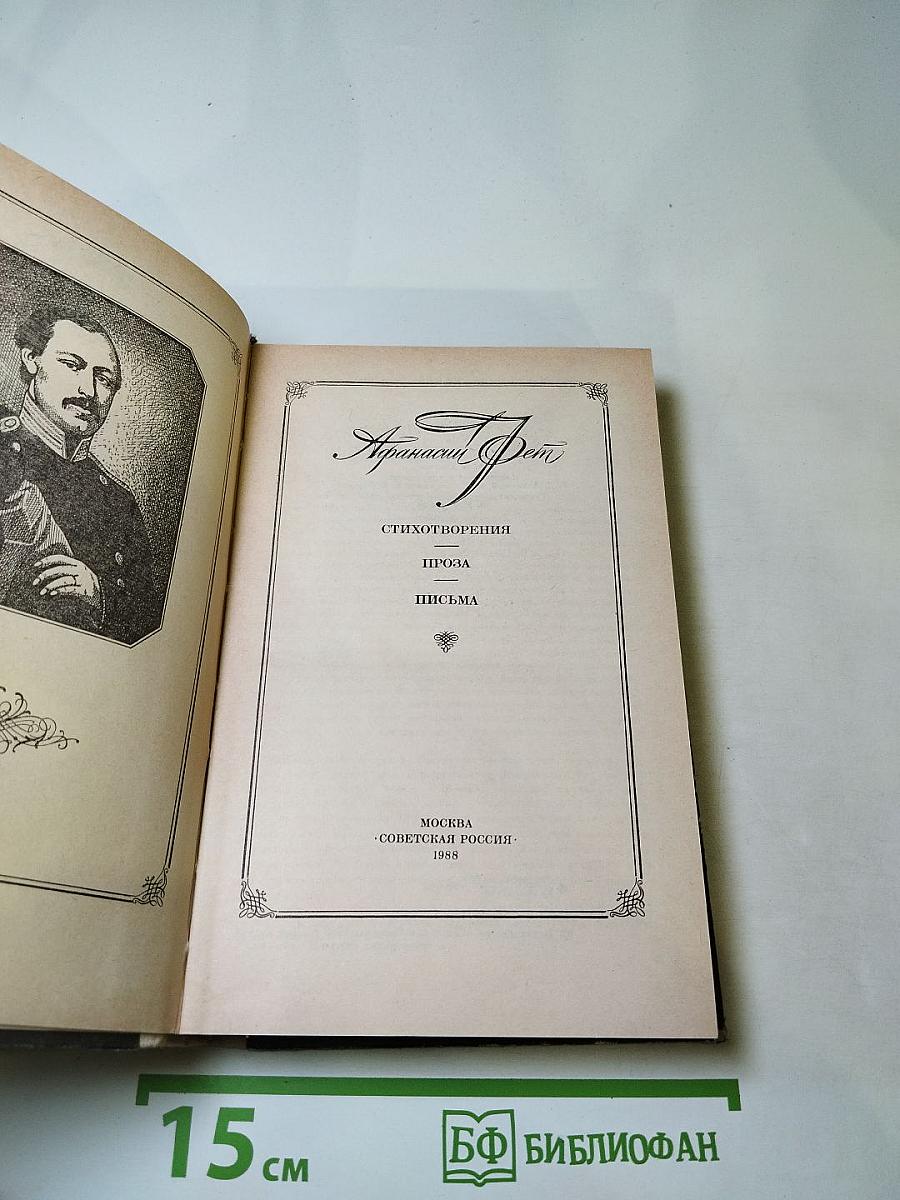 Афанасий Фет
СТИХОТВОРЕНИЯ
ПРОЗА
ПИСЬМА
МОСКВА
·СОВЕТСКАЯ РОССИЯ·
1988
15 см
БФ БИБЛИОФАН